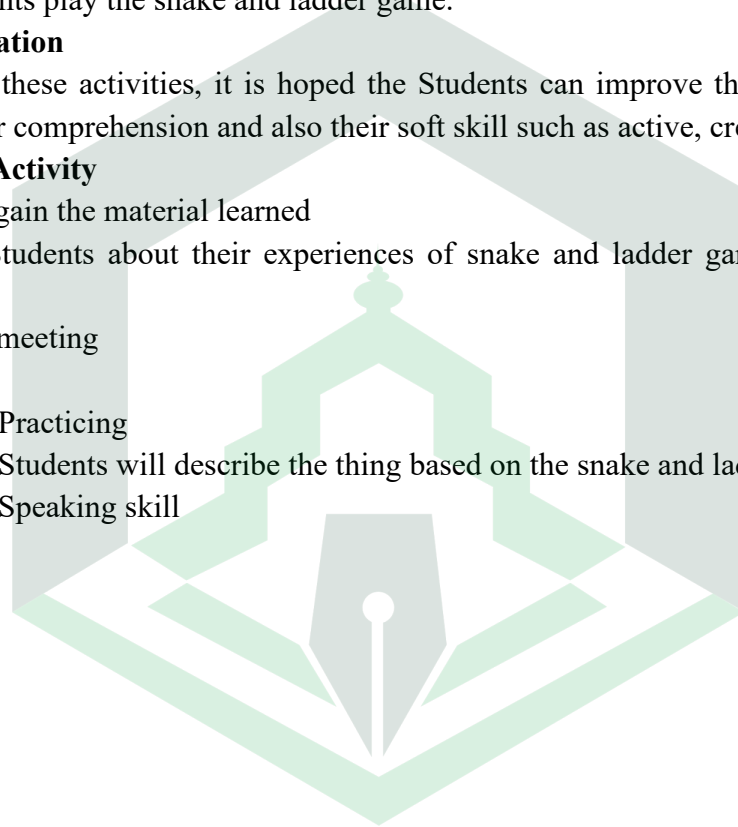 nts play the snake and ladder game.
ation
these activities, it is hoped the Students can improve th
r comprehension and also their soft skill such as active, cr
Activity
gain the material learned
Students about their experiences of snake and ladder ga
meeting
Practicing
Students will describe the thing based on the snake and la
Speaking skill